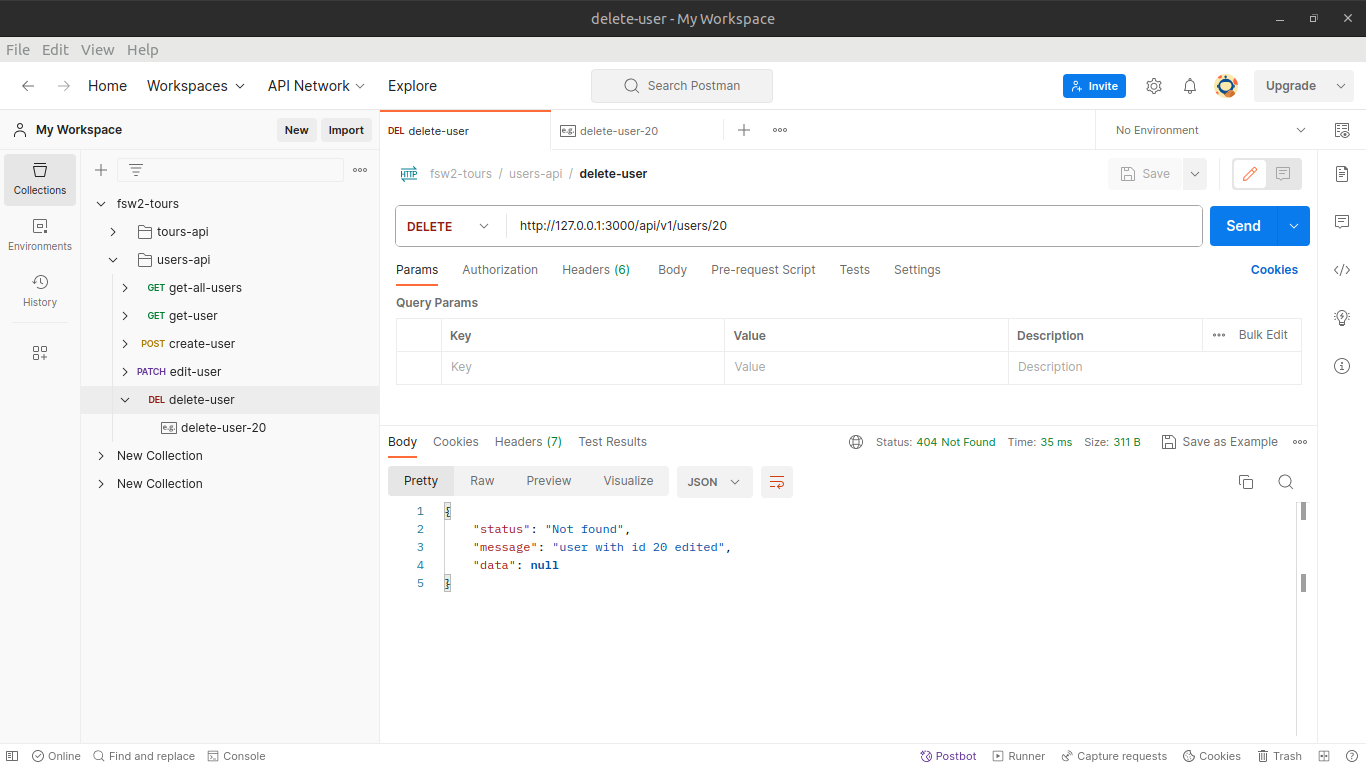 delete-user - My Workspace
File Edit View Help
Home Workspaces API Network Explore Search Postman Invite Upgrade
My Workspace New Import DEL delete-user e.g. delete-user-20 No Environment
Collections
Environments
History
fsw2-tours
tours-api
users-api
GET get-all-users
GET get-user
POST create-user
PATCH edit-user
DEL delete-user
e.g. delete-user-20
New Collection
New Collection
HTTP fsw2-tours / users-api / delete-user Save
DELETE http://127.0.0.1:3000/api/v1/users/20 Send
Params Authorization Headers (6) Body Pre-request Script Tests Settings Cookies
Query Params
Key Value Description Bulk Edit
Key Value Description
Body Cookies Headers (7) Test Results Status: 404 Not Found Time: 35 ms Size: 311 B Save as Example
Pretty Raw Preview Visualize JSON
1 {
2 "status": "Not found",
3 "message": "user with id 20 edited",
4 "data": null
5 }
Online Find and replace Console Postbot Runner Capture requests Cookies Trash